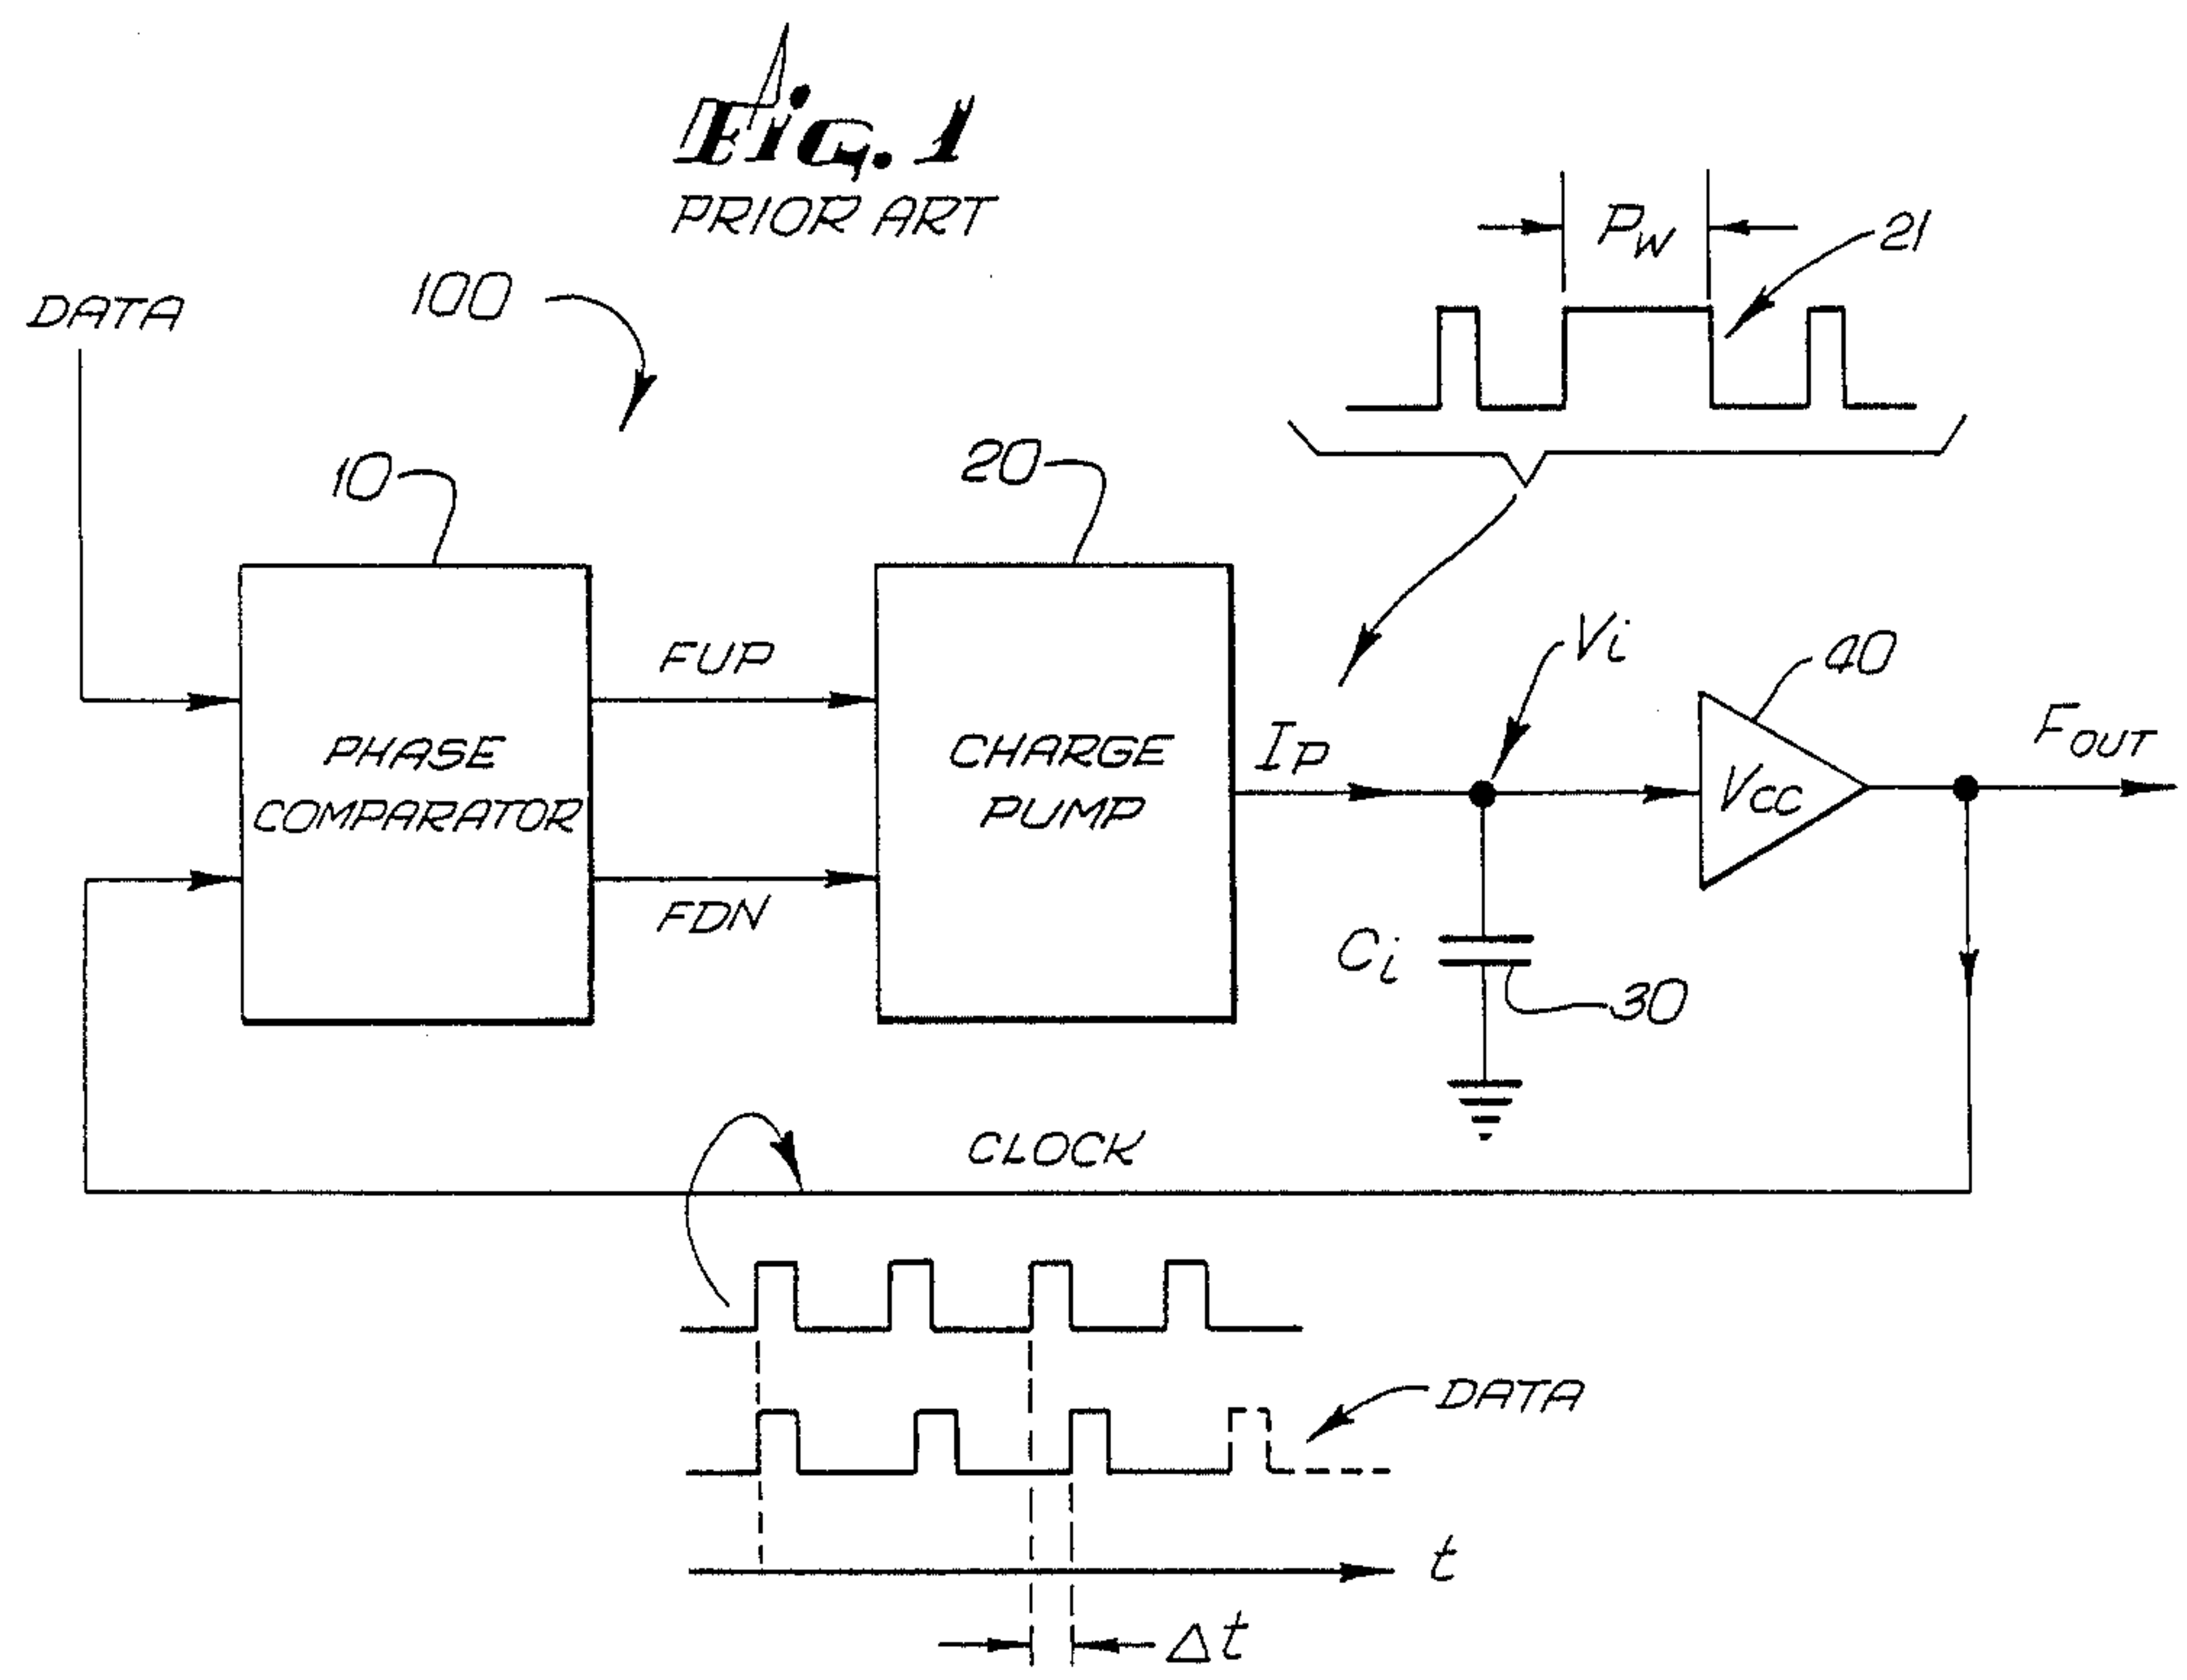 Fig. 1
PRIOR ART
DATA
100
PW
21
10
20
PHASE
COMPARATOR
FUP
FDN
CHARGE
PUMP
IP
Vi
40
VCC
FOUT
Ci
30
CLOCK
DATA
t
Δt